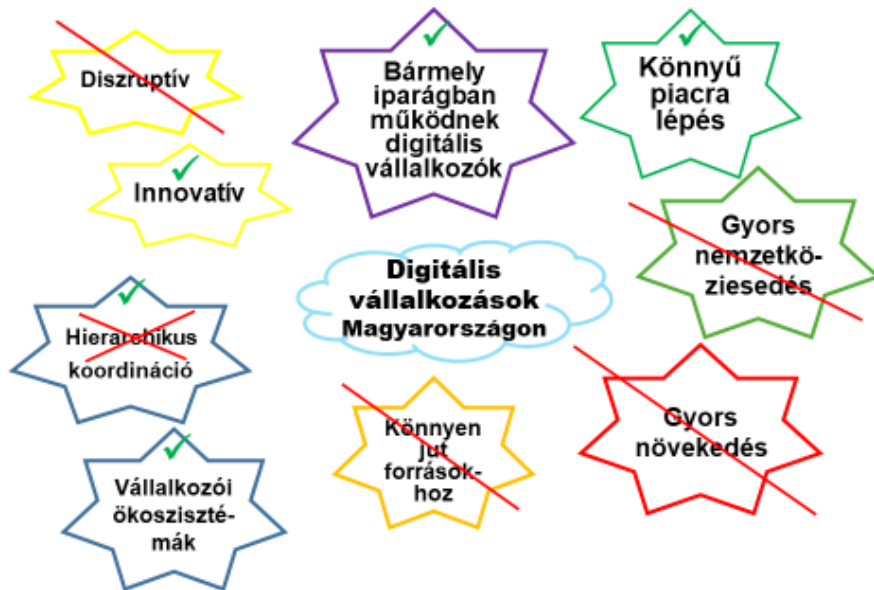 Diszruptív
Innovatív
Bármely
iparágban
működnek
digitális
vállalkozók
Könnyű
piacra
lépés
Gyors
nemzetkö-
ziesedés
Digitális
vállalkozások
Magyarországon
Hierarchikus
koordináció
Könnyen
jut
források-
hoz
Gyors
növekedés
Vállalkozói
ökosziszté-
mák